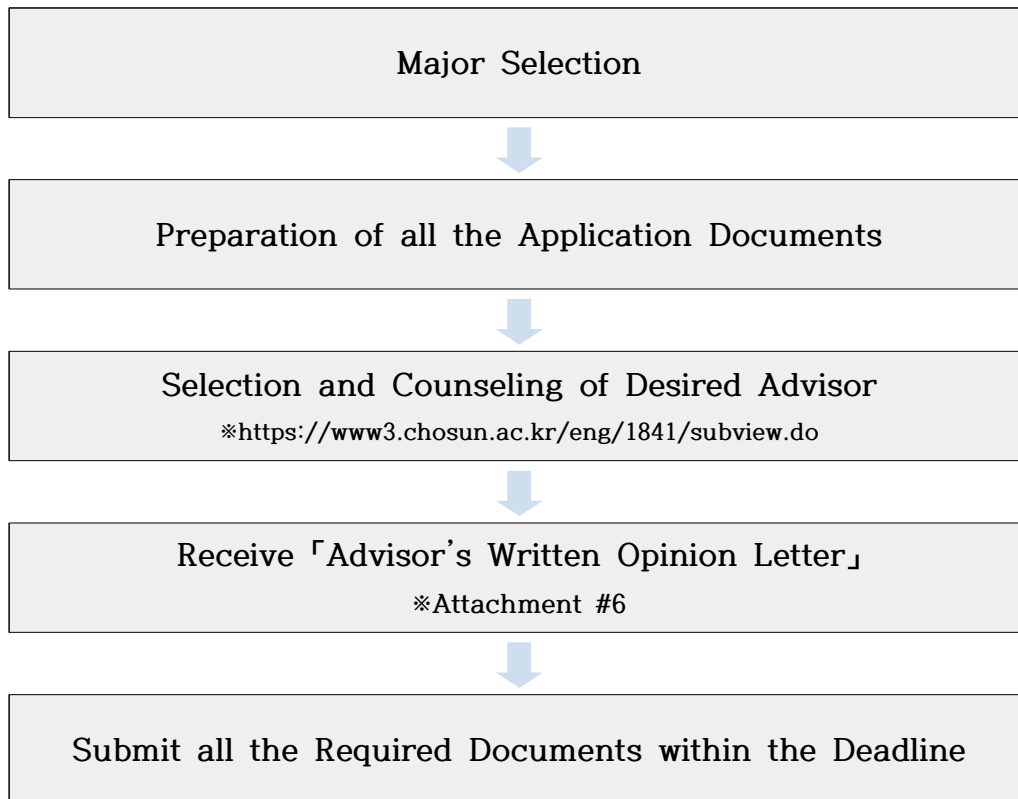 Major Selection
Preparation of all the Application Documents
Selection and Counseling of Desired Advisor
※https://www3.chosun.ac.kr/eng/1841/subview.do
Receive「Advisor’s Written Opinion Letter」
※Attachment #6
Submit all the Required Documents within the Deadline